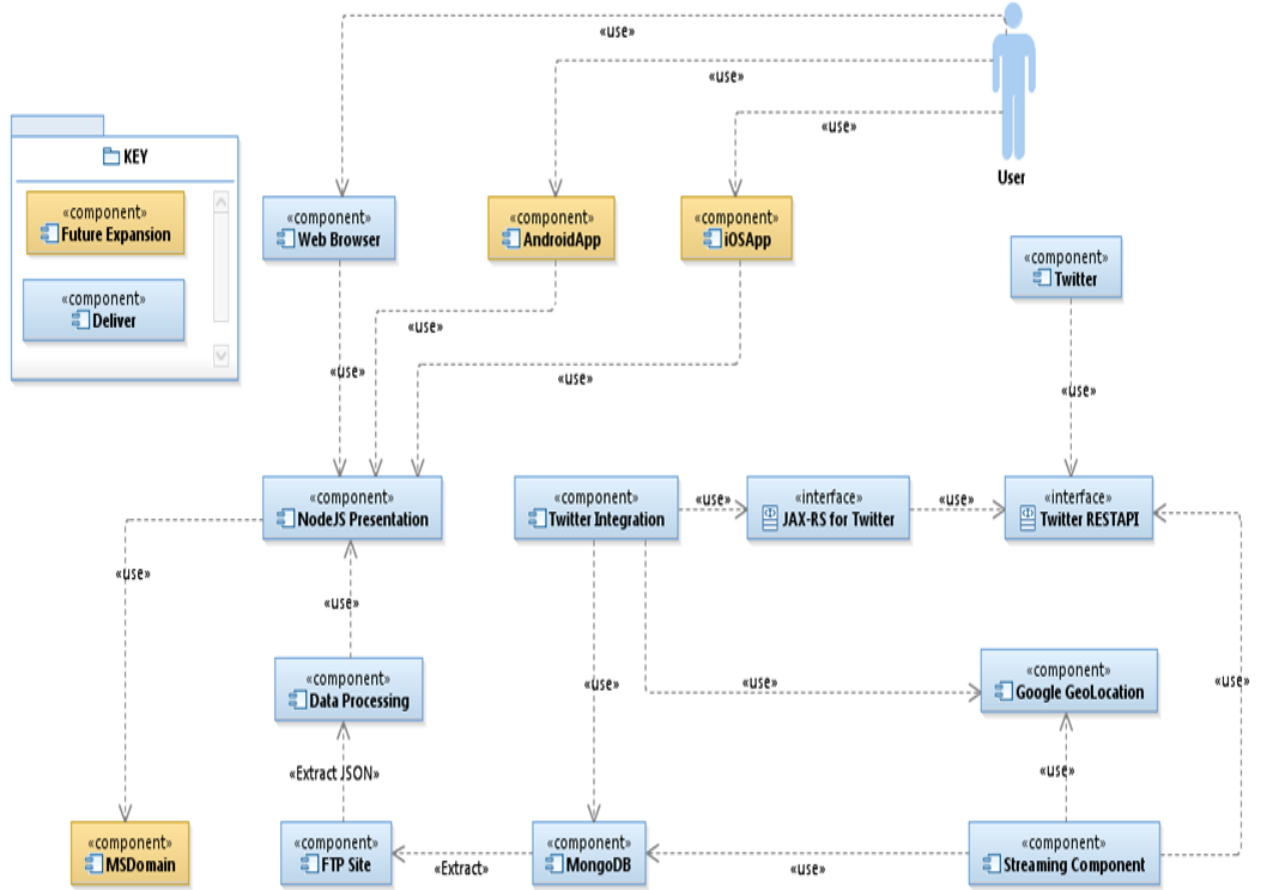 «use»
«use»
«use»
User
KEY
«component»
Future Expansion
«component»
Deliver
«component»
Web Browser
«component»
AndroidApp
«component»
iOSApp
«component»
Twitter
«use»
«use»
«use»
«use»
«component»
NodeJS Presentation
«component»
Twitter Integration
«use»
«interface»
JAX-RS for Twitter
«use»
«interface»
Twitter RESTAPI
«use»
«use»
«component»
Data Processing
«use»
«use»
«component»
Google GeoLocation
«use»
«Extract JSON»
«use»
«component»
MSDomain
«component»
FTP Site
«Extract»
«component»
MongoDB
«use»
«component»
Streaming Component